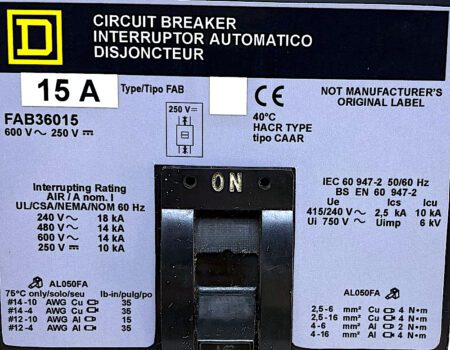 D
CIRCUIT BREAKER
INTERRUPTOR AUTOMATICO
DISJONCTEUR
15 A
Type/Tipo FAB
NOT MANUFACTURER'S
ORIGINAL LABEL
FAB36015
600 V∼ 250 V⎓
250 V⎓
CE
40°C
HACR TYPE
tipo CAAR
ON
Interrupting Rating
AIR / A nom. I
UL/CSA/NEMA/NOM 60 Hz
240 V∼ 18 kA
480 V∼ 14 kA
600 V∼ 14 kA
250 V⎓ 10 kA
IEC 60 947-2 50/60 Hz
BS EN 60 947-2
Ue Ics Icu
415/240 V∼ 2,5 kA 10 kA
Ui 750 V∼ Uimp 6 kV
AL050FA
75°C only/solo/seu lb-in/pulg/po
#14-10 AWG Cu 35
#14-4 AWG Cu 35
#12-10 AWG Al 15
#12-4 AWG Al 35
AL050FA
2,5-6 mm² Cu 4 N•m
2,5-16 mm² Cu 4 N•m
4-6 mm² Al 2 N•m
4-16 mm² Al 4 N•m